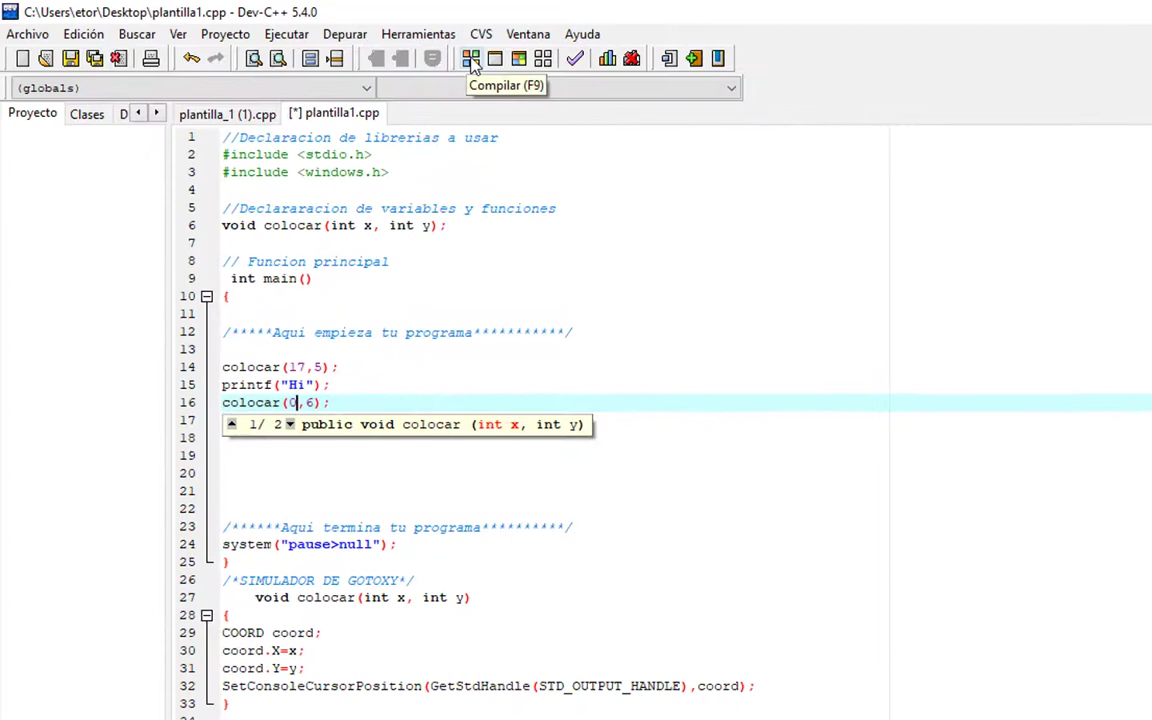 C:\Users\etor\Desktop\plantilla1.cpp - Dev-C++ 5.4.0
Archivo Edición Buscar Ver Proyecto Ejecutar Depurar Herramientas CVS Ventana Ayuda
Compilar (F9)
(globals)
Proyecto Clases D plantilla_1 (1).cpp [*] plantilla1.cpp
1 //Declaracion de librerias a usar
2 #include <stdio.h>
3 #include <windows.h>
4
5 //Declararacion de variables y funciones
6 void colocar(int x, int y);
7
8 // Funcion principal
9 int main()
10 {
11
12 /*****Aqui empieza tu programa***********/
13
14 colocar(17,5);
15 printf("Hi");
16 colocar(0,6);
17 1/ 2 public void colocar (int x, int y)
18
19
20
21
22
23 /******Aqui termina tu programa**********/
24 system("pause>null");
25 }
26 /*SIMULADOR DE GOTOXY*/
27 void colocar(int x, int y)
28 {
29 COORD coord;
30 coord.X=x;
31 coord.Y=y;
32 SetConsoleCursorPosition(GetStdHandle(STD_OUTPUT_HANDLE),coord);
33 }